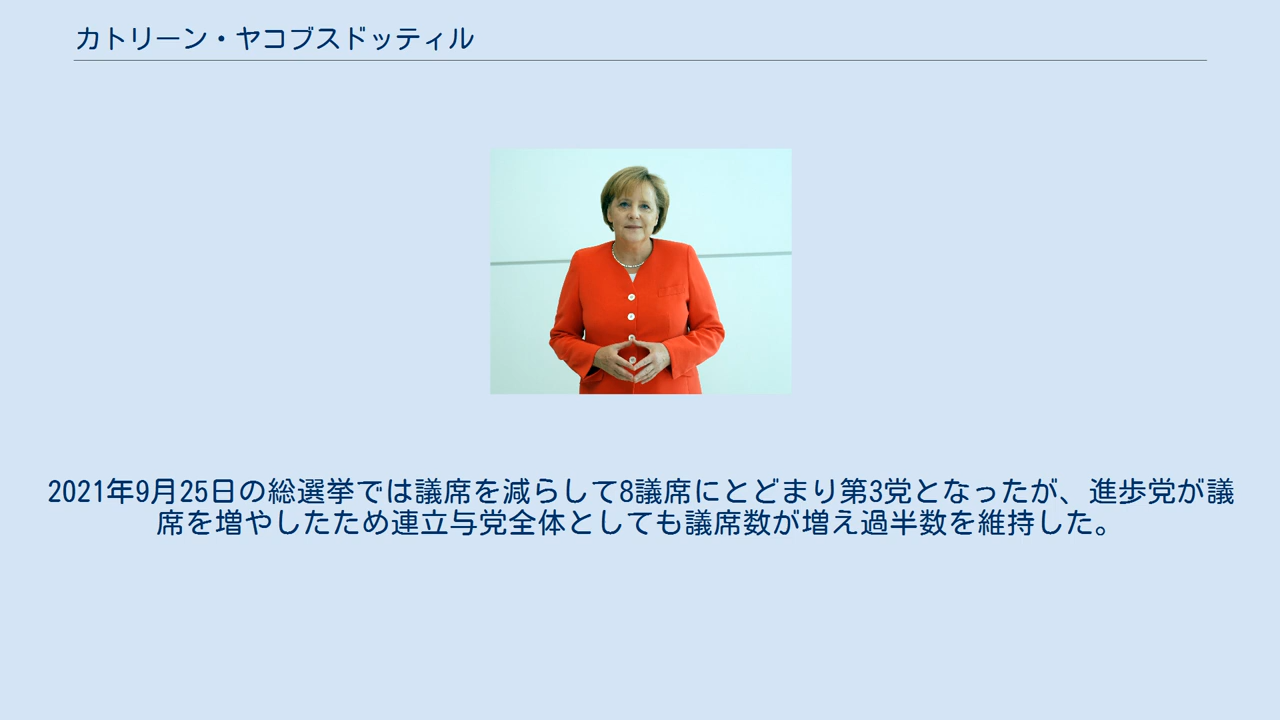 カトリーン・ヤコブスドッティル
2021年9月25日の総選挙では議席を減らして8議席にとどまり第3党となったが、進歩党が議
席を増やしたため連立与党全体としても議席数が増え過半数を維持した。